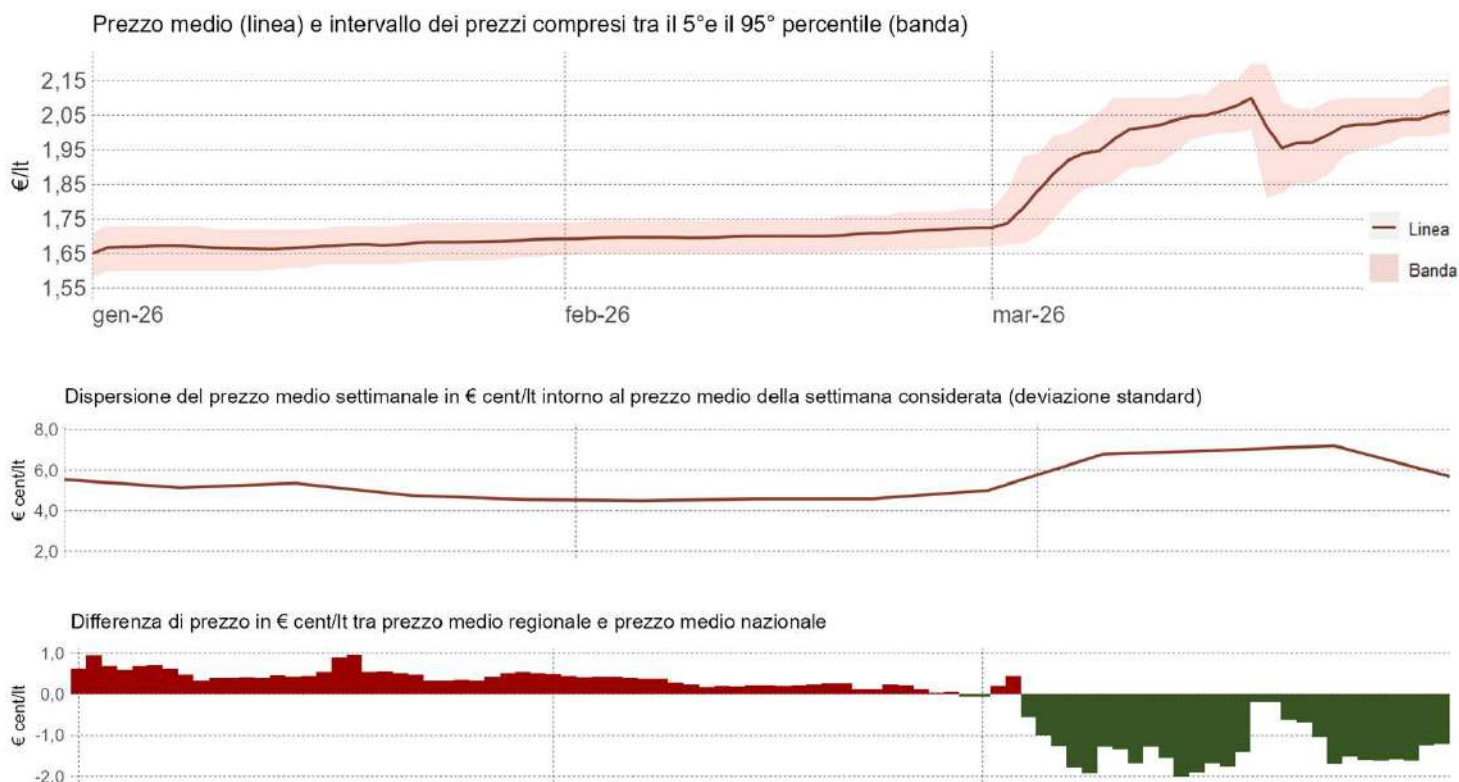 Prezzo medio (linea) e intervallo dei prezzi compresi tra il 5°e il 95° percentile (banda)
€/lt
2,15
2,05
1,95
1,85
1,75
1,65
1,55
Linea
Banda
gen-26 feb-26 mar-26
Dispersione del prezzo medio settimanale in € cent/lt intorno al prezzo medio della settimana considerata (deviazione standard)
€ cent/lt
8,0
6,0
4,0
2,0
Differenza di prezzo in € cent/lt tra prezzo medio regionale e prezzo medio nazionale
€ cent/lt
1,0
0,0
-1,0
-2,0